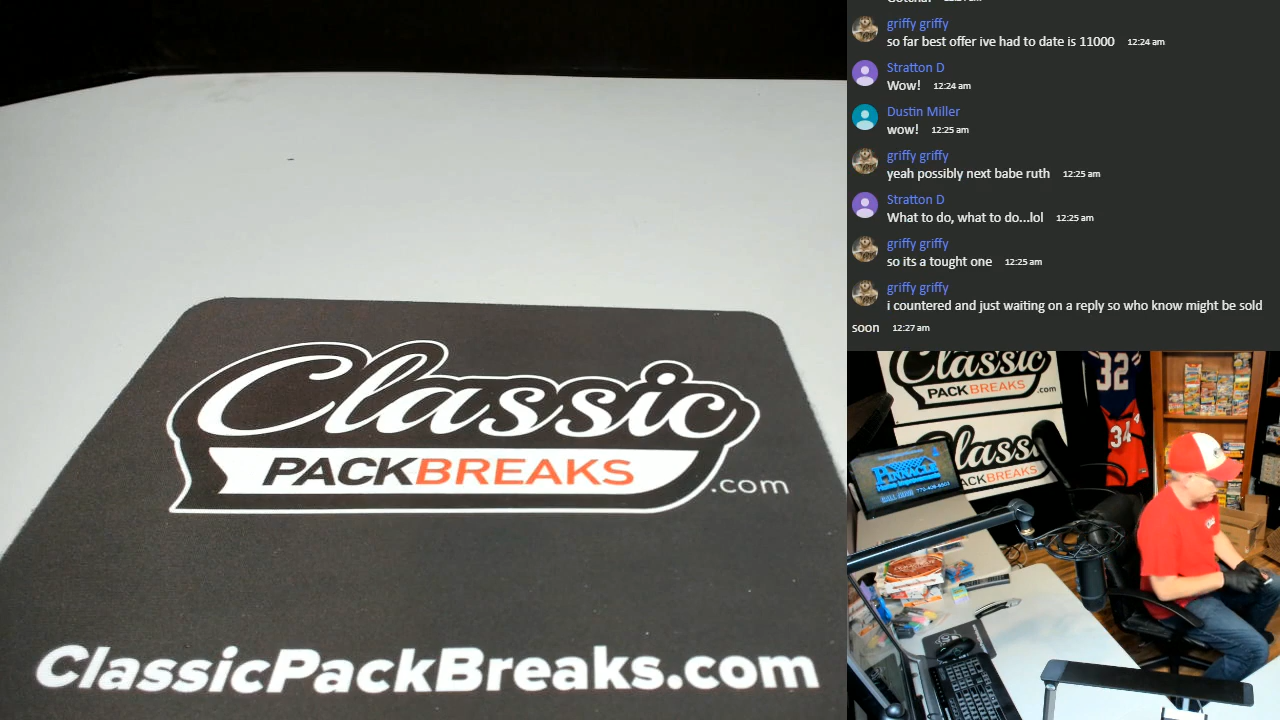 griffy griffy
so far best offer ive had to date is 11000 12:24 am
Stratton D
Wow! 12:24 am
Dustin Miller
wow! 12:25 am
griffy griffy
yeah possibly next babe ruth 12:25 am
Stratton D
What to do, what to do...lol 12:25 am
griffy griffy
so its a tought one 12:25 am
griffy griffy
i countered and just waiting on a reply so who know might be sold
soon 12:27 am
Classic
PACKBREAKS
.com
ClassicPackBreaks.com
Classic
PACKBREAKS.com
32
Classic
PACKBREAKS
34
PINNACLE